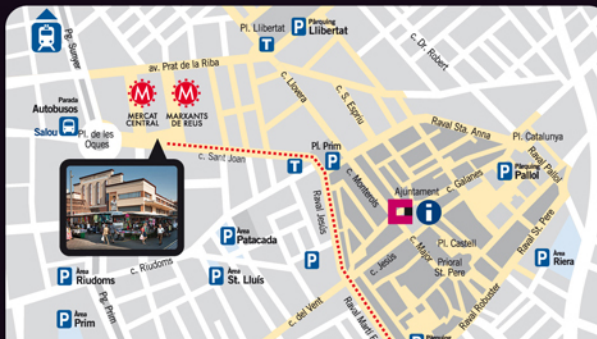 Pg. Sunyer
Pl. Llibertat
T
P
Pàrquing
Llibertat
c. Dr. Robert
av. Prat de la Riba
M
MERCAT
CENTRAL
M
MARXANTS
DE REUS
c. Llovera
c. S. Espriu
Parada
Autobusos
Salou
Pl. de les
Oques
Raval Sta. Anna
Pl. Catalunya
c. Sant Joan
T
Pl. Prim
P
c. Monterols
Raval Jesús
Ajuntament
i
c. Galanes
P
Pàrquing
Pallol
Raval Pallol
P
Àrea
Patacada
c. Riudoms
P
Àrea
Riudoms
P
Àrea
St. Lluís
P
c. Jesús
c. Major
Pl. Castell
Prioral
St. Pere
Raval St. Pere
P
Àrea
Riera
P
Àrea
Prim
Pg. Prim
c. del Vent
Raval Martí
Raval Robuster
P
Pàrquing